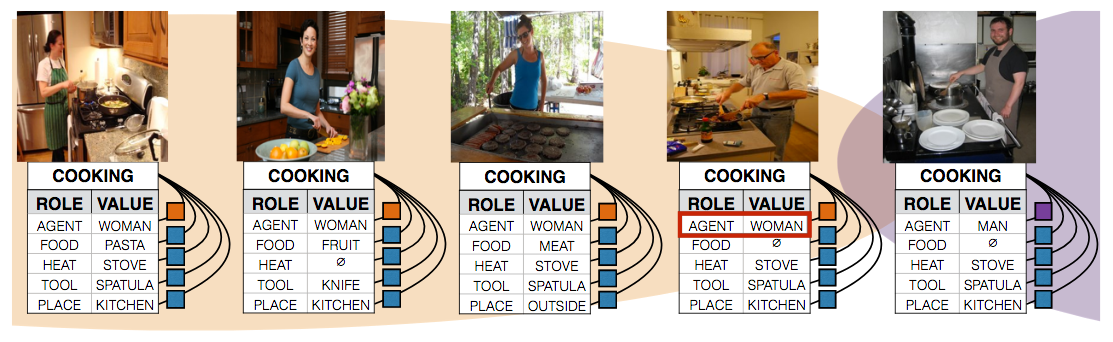 COOKING
ROLE VALUE
AGENT WOMAN
FOOD PASTA
HEAT STOVE
TOOL SPATULA
PLACE KITCHEN
COOKING
ROLE VALUE
AGENT WOMAN
FOOD FRUIT
HEAT ∅
TOOL KNIFE
PLACE KITCHEN
COOKING
ROLE VALUE
AGENT WOMAN
FOOD MEAT
HEAT STOVE
TOOL SPATULA
PLACE OUTSIDE
COOKING
ROLE VALUE
AGENT WOMAN
FOOD ∅
HEAT STOVE
TOOL SPATULA
PLACE KITCHEN
COOKING
ROLE VALUE
AGENT MAN
FOOD ∅
HEAT STOVE
TOOL SPATULA
PLACE KITCHEN